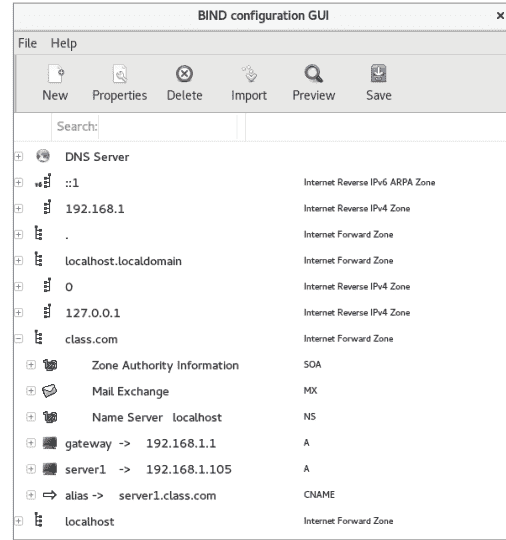 BIND configuration GUI ×
File Help
New Properties Delete Import Preview Save
Search:
DNS Server
::1 Internet Reverse IPv6 ARPA Zone
192.168.1 Internet Reverse IPv4 Zone
. Internet Forward Zone
localhost.localdomain Internet Forward Zone
0 Internet Reverse IPv4 Zone
127.0.0.1 Internet Reverse IPv4 Zone
class.com Internet Forward Zone
Zone Authority Information SOA
Mail Exchange MX
Name Server localhost NS
gateway -> 192.168.1.1 A
server1 -> 192.168.1.105 A
alias -> server1.class.com CNAME
localhost Internet Forward Zone